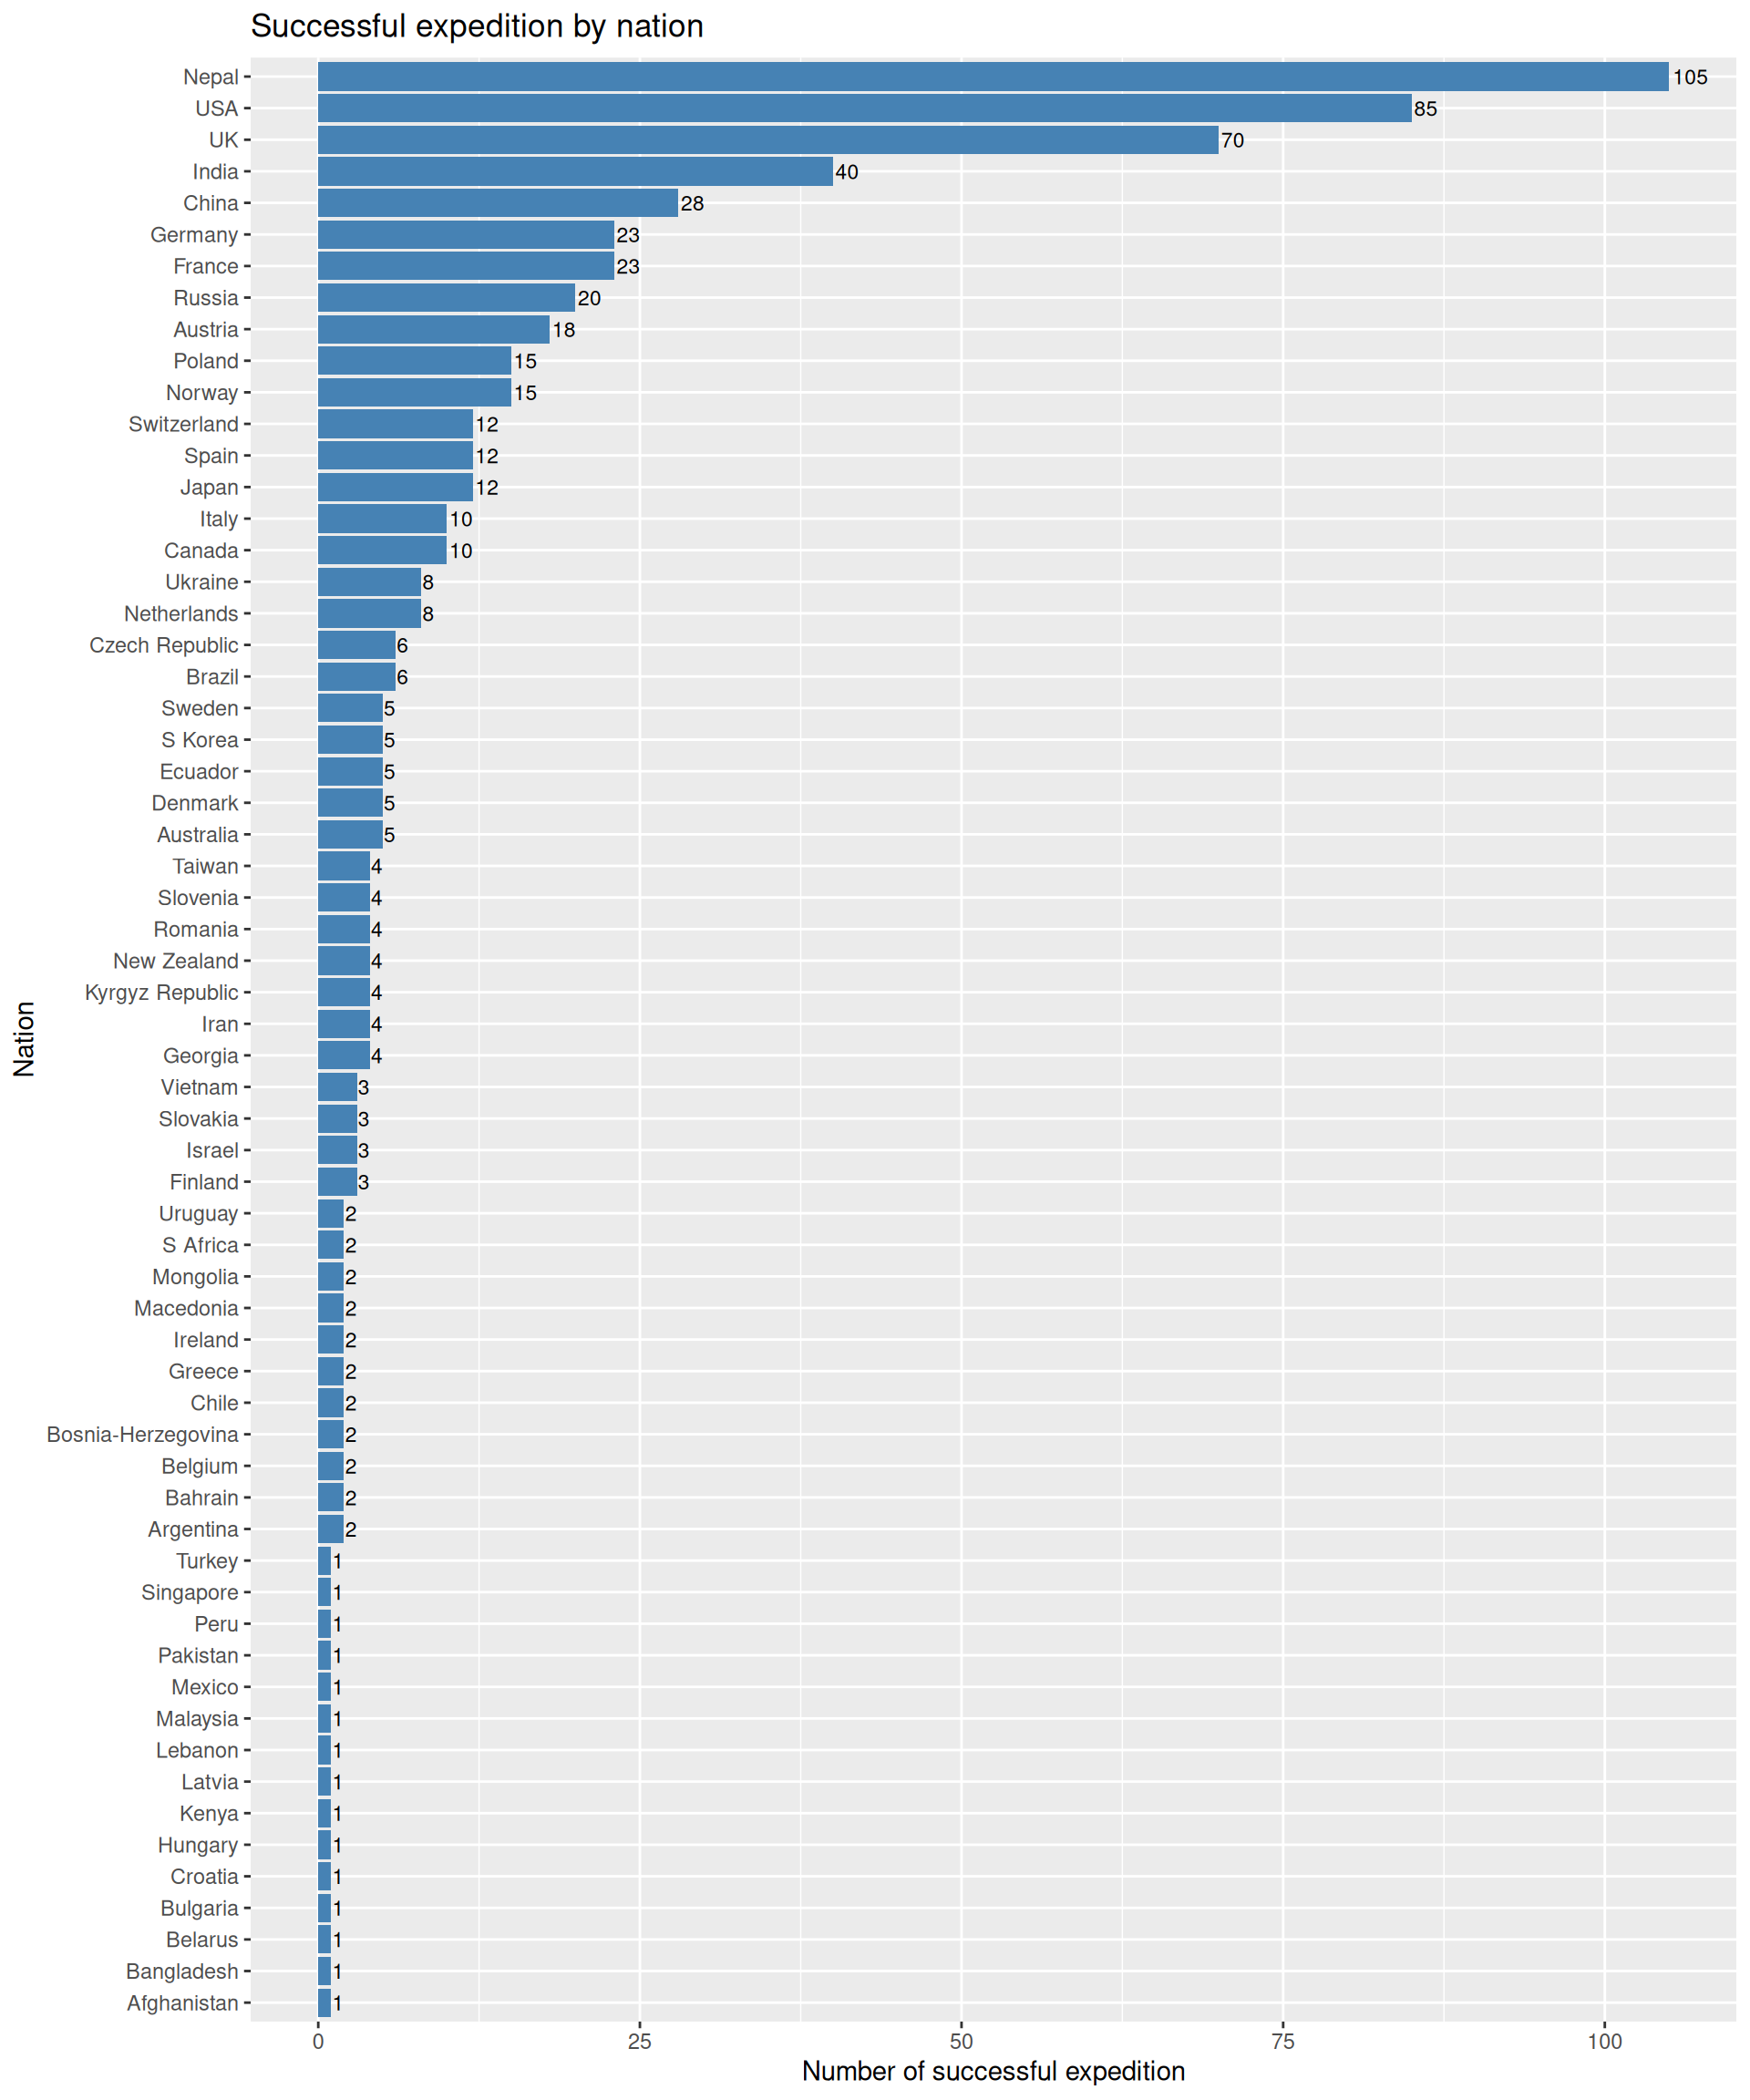 Successful expedition by nation
Nepal 105
USA 85
UK 70
India 40
China 28
Germany 23
France 23
Russia 20
Austria 18
Poland 15
Norway 15
Switzerland 12
Spain 12
Japan 12
Italy 10
Canada 10
Ukraine 8
Netherlands 8
Czech Republic 6
Brazil 6
Sweden 5
S Korea 5
Ecuador 5
Denmark 5
Australia 5
Taiwan 4
Slovenia 4
Romania 4
New Zealand 4
Kyrgyz Republic 4
Iran 4
Georgia 4
Vietnam 3
Slovakia 3
Israel 3
Finland 3
Uruguay 2
S Africa 2
Mongolia 2
Macedonia 2
Ireland 2
Greece 2
Chile 2
Bosnia-Herzegovina 2
Belgium 2
Bahrain 2
Argentina 2
Turkey 1
Singapore 1
Peru 1
Pakistan 1
Mexico 1
Malaysia 1
Lebanon 1
Latvia 1
Kenya 1
Hungary 1
Croatia 1
Bulgaria 1
Belarus 1
Bangladesh 1
Afghanistan 1
Nation
0 25 50 75 100
Number of successful expedition